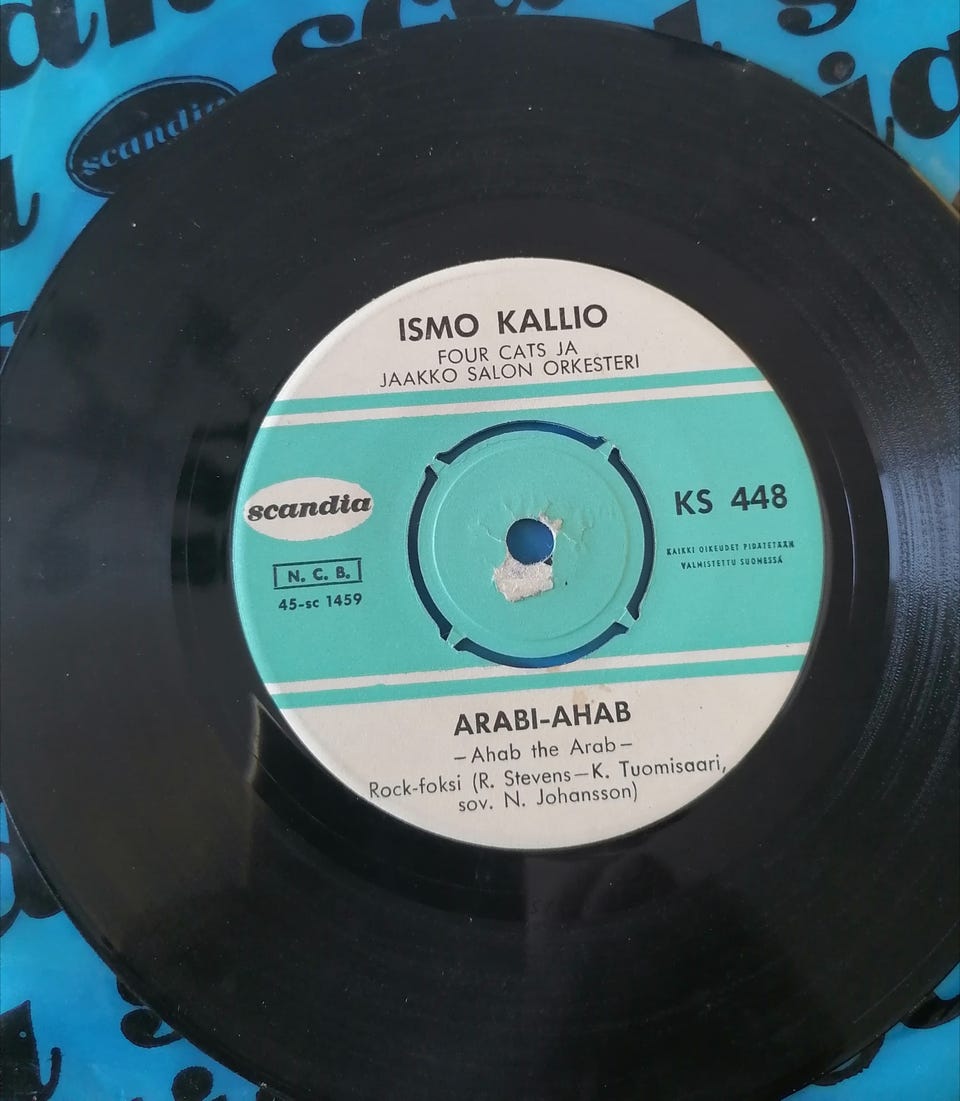 scandia
ISMO KALLIO
FOUR CATS JA
JAAKKO SALON ORKESTERI
scandia
KS 448
KAIKKI OIKEUDET PIDÄTETÄÄN
VALMISTETTU SUOMESSA
N. C. B.
45-sc 1459
ARABI-AHAB
—Ahab the Arab—
Rock-foksi (R. Stevens—K. Tuomisaari,
sov. N. Johansson)